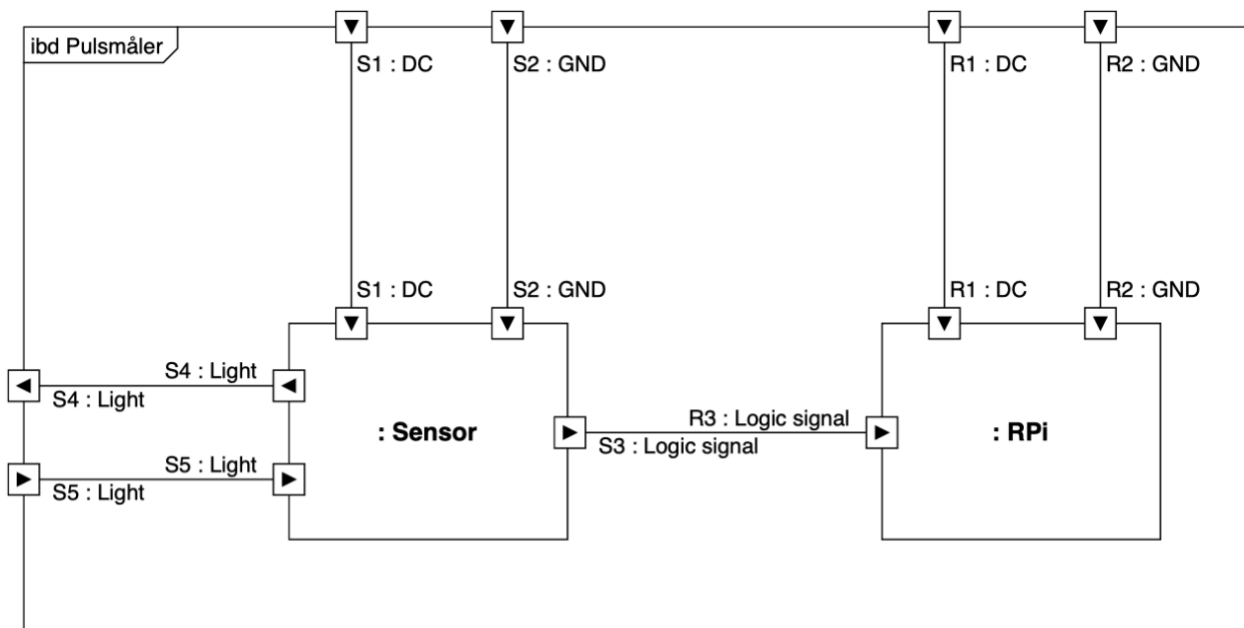 ibd Pulsmåler
S1 : DC
S2 : GND
R1 : DC
R2 : GND
S1 : DC
S2 : GND
R1 : DC
R2 : GND
S4 : Light
S4 : Light
: Sensor
R3 : Logic signal
S3 : Logic signal
: RPi
S5 : Light
S5 : Light